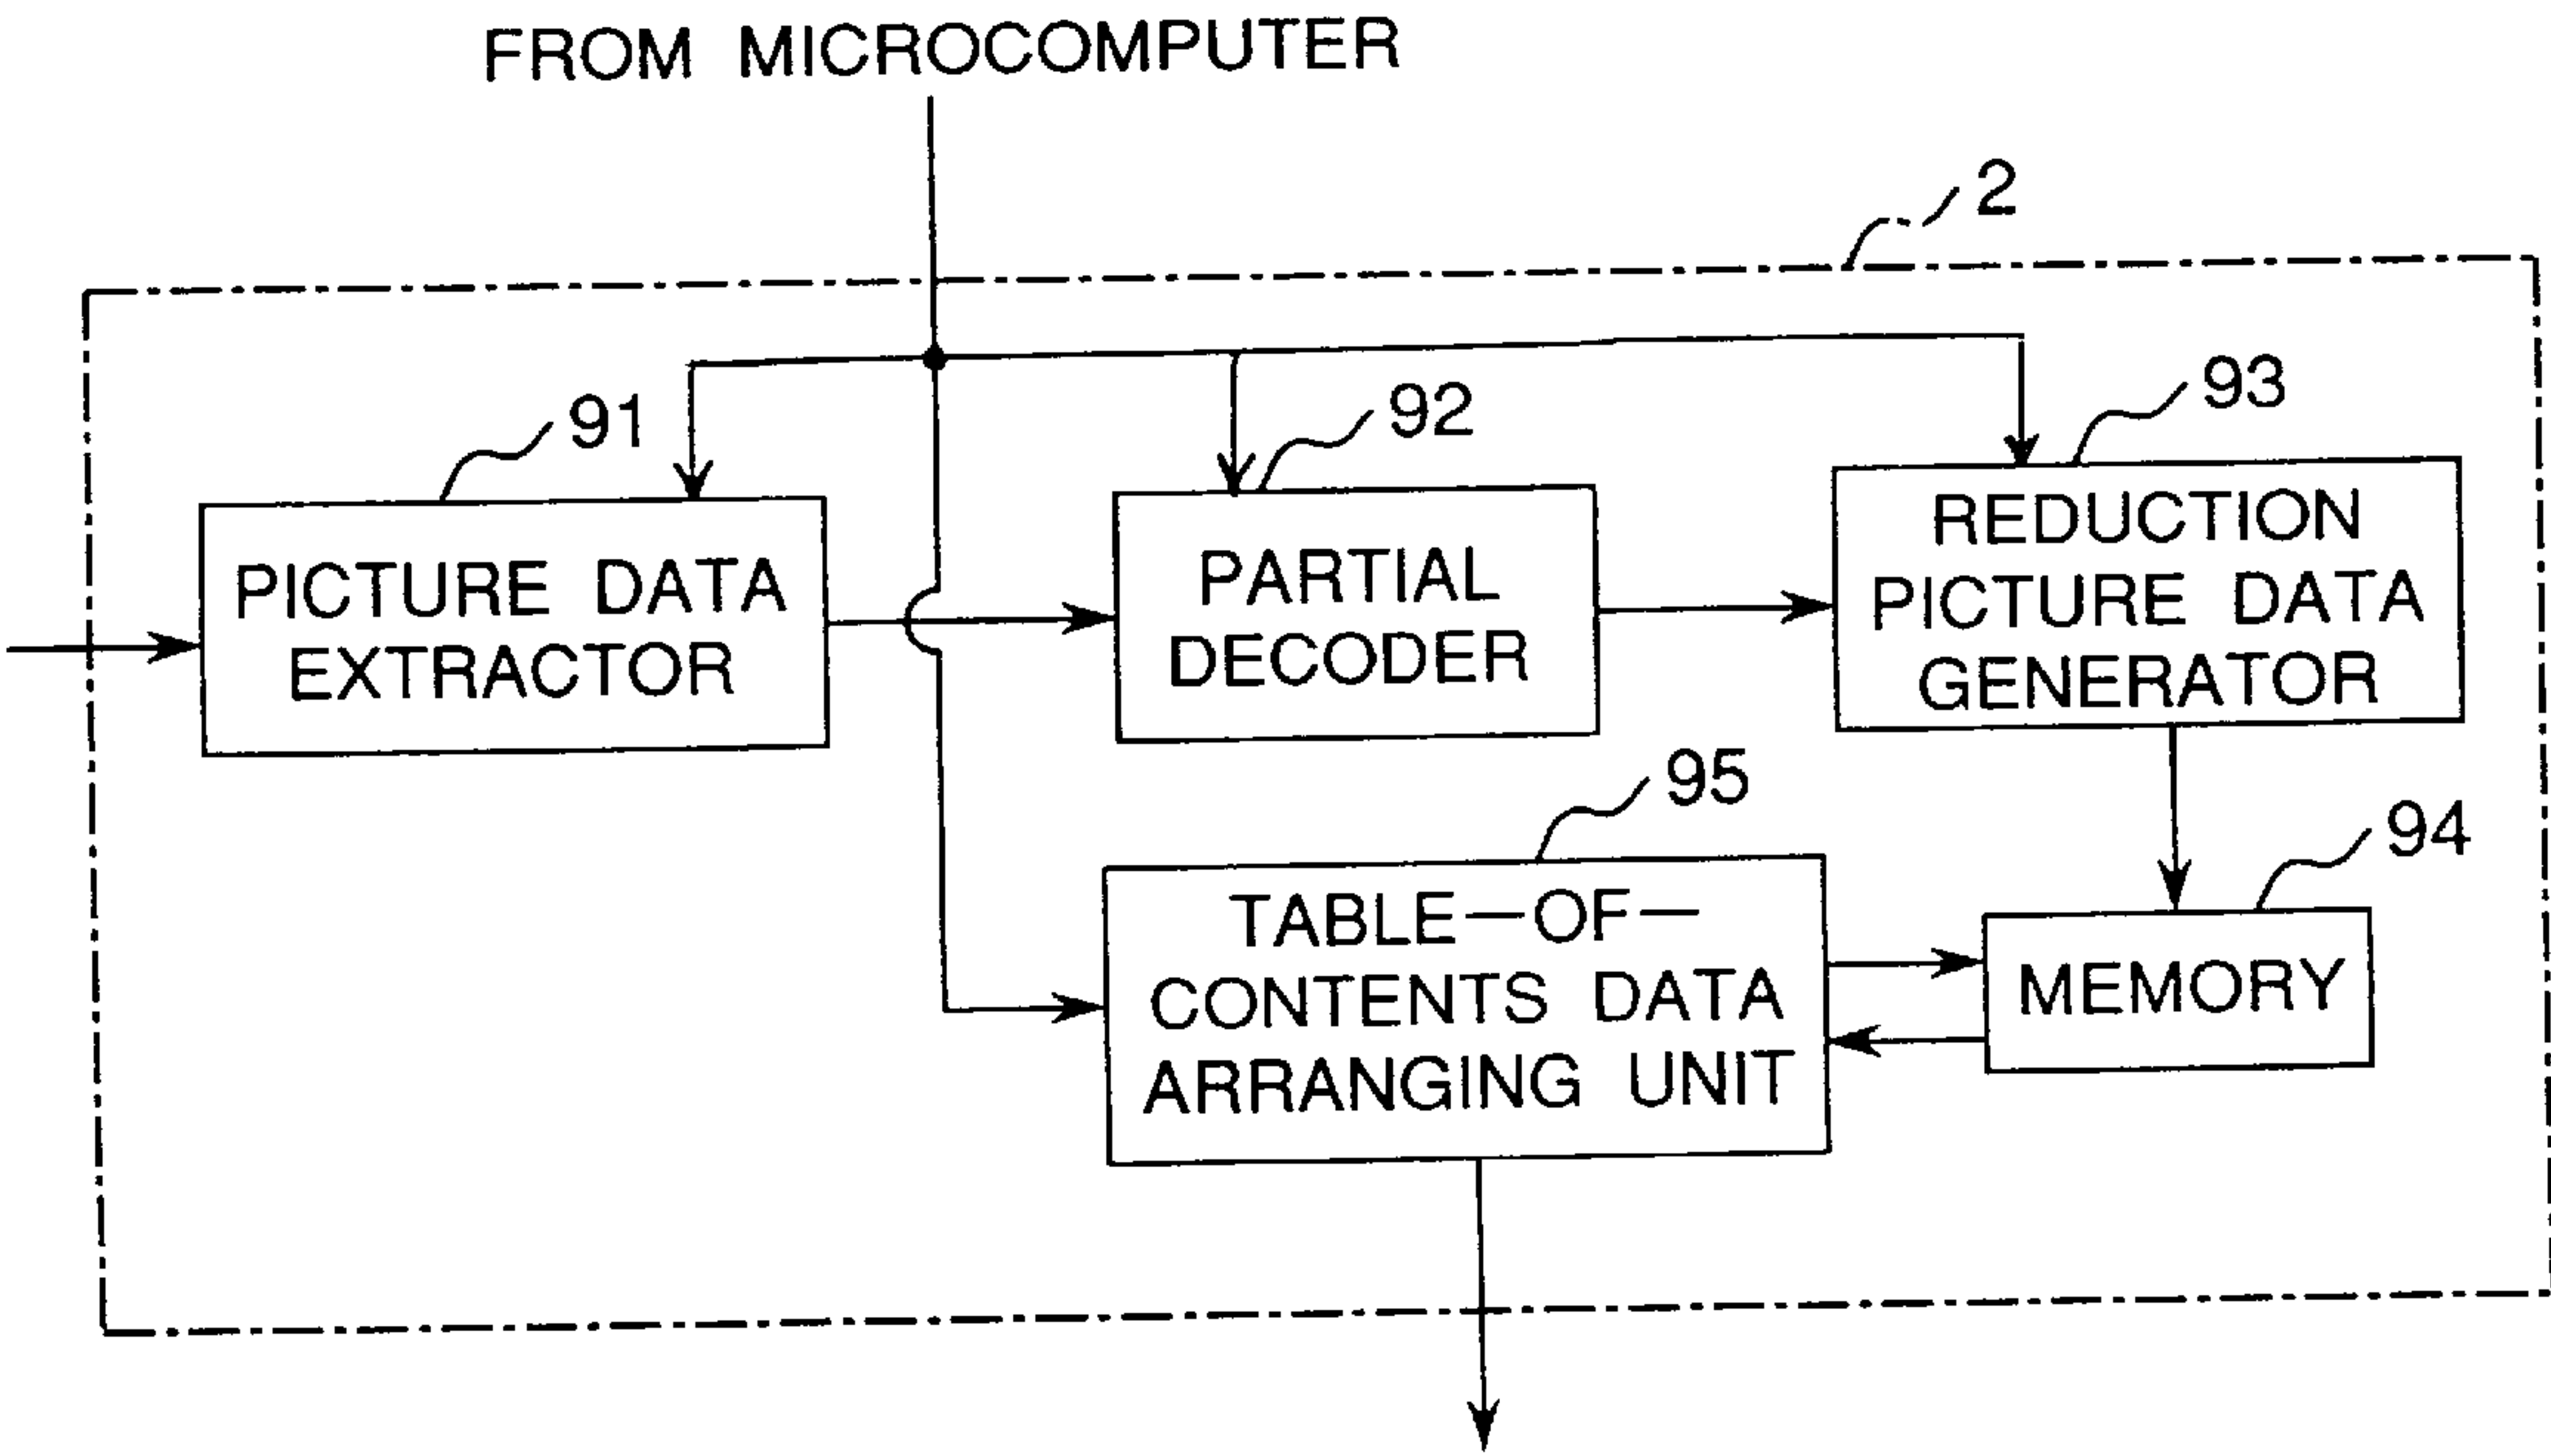 FROM MICROCOMPUTER
2
91
92
93
PICTURE DATA
EXTRACTOR
PARTIAL
DECODER
REDUCTION
PICTURE DATA
GENERATOR
95
94
TABLE—OF—
CONTENTS DATA
ARRANGING UNIT
MEMORY